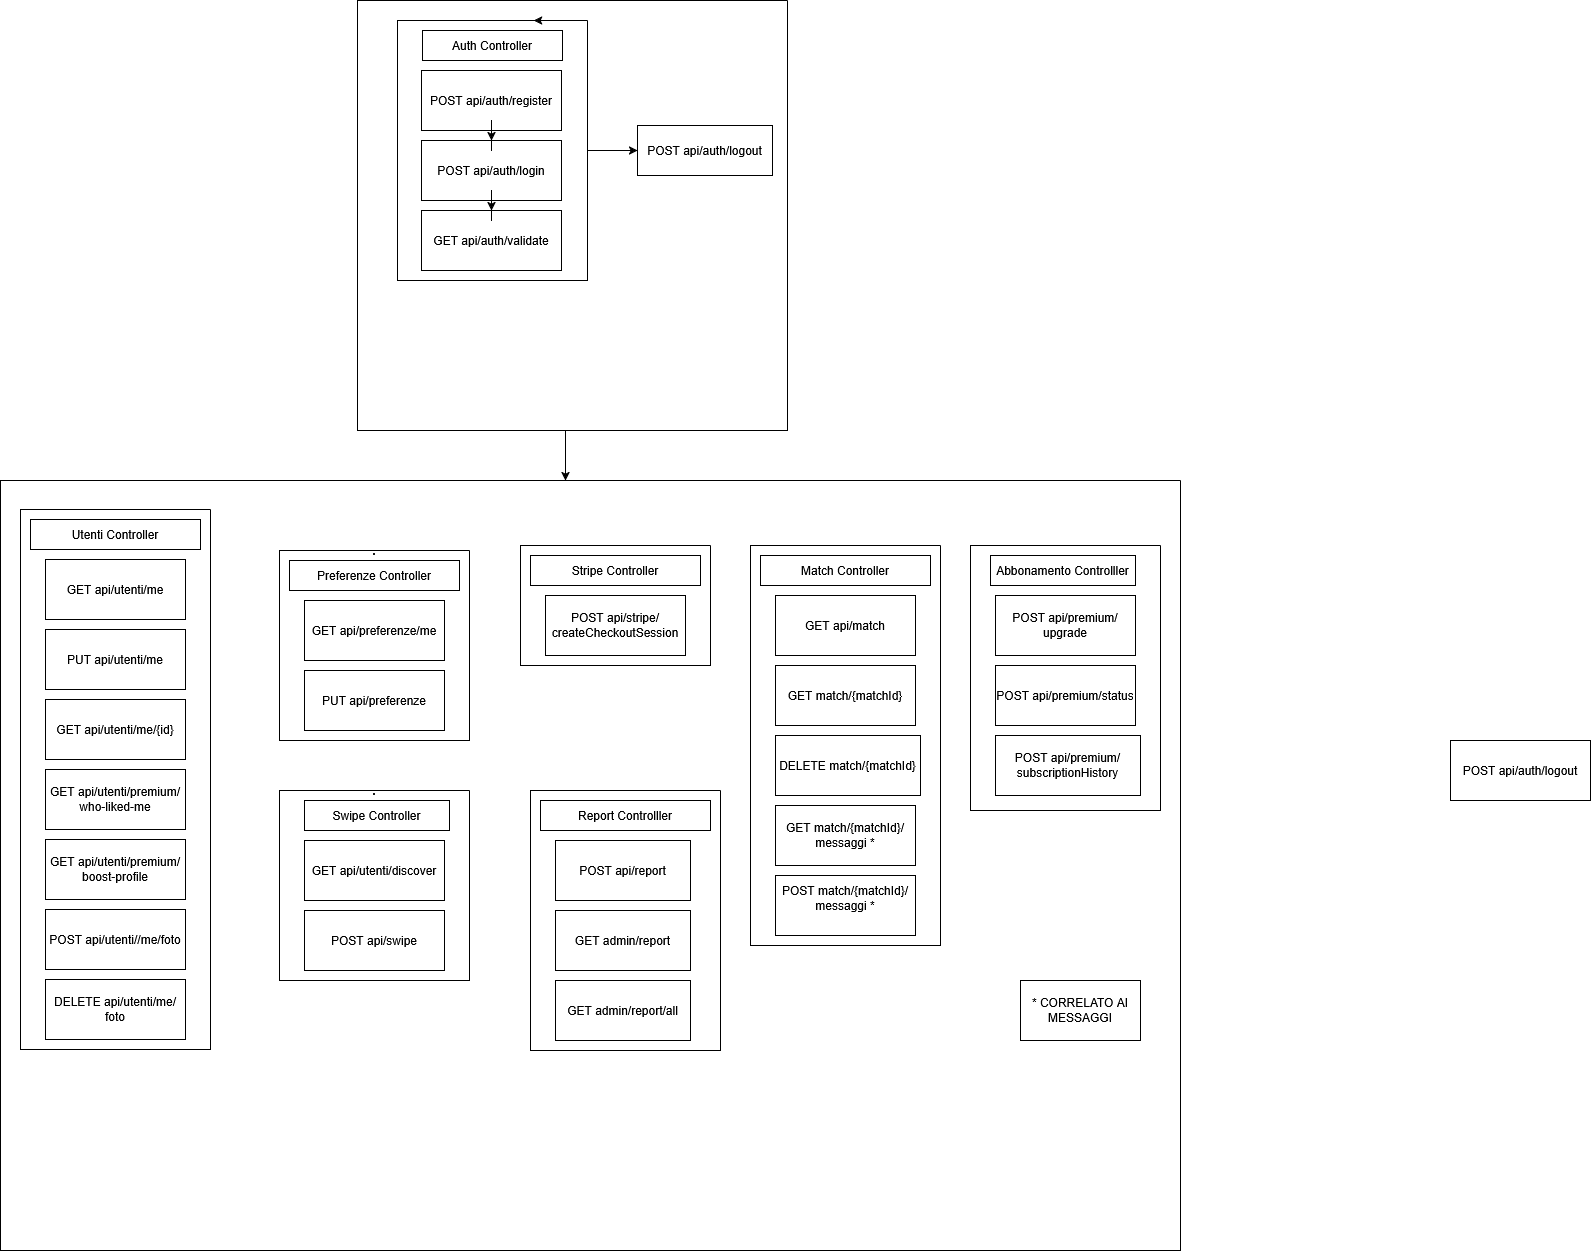 Auth Controller
POST api/auth/register
POST api/auth/login
GET api/auth/validate
POST api/auth/logout
Utenti Controller
GET api/utenti/me
PUT api/utenti/me
GET api/utenti/me/{id}
GET api/utenti/premium/
who-liked-me
GET api/utenti/premium/
boost-profile
POST api/utenti//me/foto
DELETE api/utenti/me/
foto
Preferenze Controller
GET api/preferenze/me
PUT api/preferenze
Swipe Controller
GET api/utenti/discover
POST api/swipe
Stripe Controller
POST api/stripe/
createCheckoutSession
Report Controlller
POST api/report
GET admin/report
GET admin/report/all
Match Controller
GET api/match
GET match/{matchId}
DELETE match/{matchId}
GET match/{matchId}/
messaggi *
POST match/{matchId}/
messaggi *
Abbonamento Controlller
POST api/premium/
upgrade
POST api/premium/status
POST api/premium/
subscriptionHistory
* CORRELATO AI
MESSAGGI
POST api/auth/logout